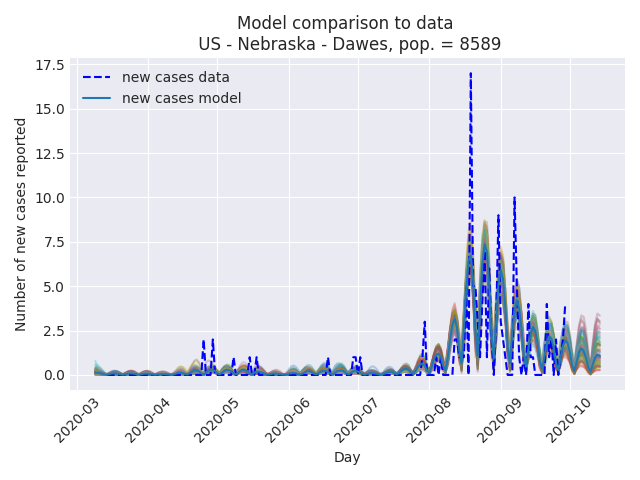 Model comparison to data
US - Nebraska - Dawes, pop. = 8589
new cases data
new cases model
Number of new cases reported
17.5
15.0
12.5
10.0
7.5
5.0
2.5
0.0
2020-03
2020-04
2020-05
2020-06
2020-07
2020-08
2020-09
2020-10
Day